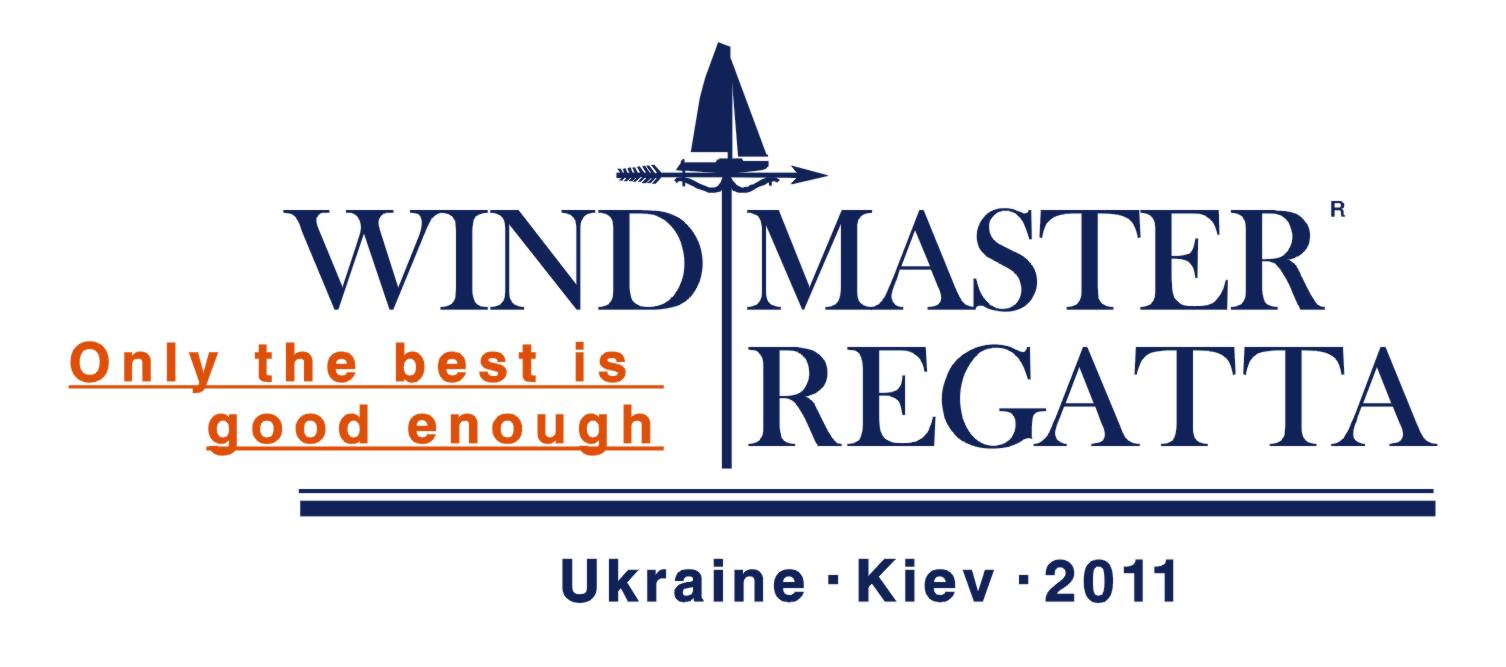 WIND MASTER R
REGATTA
Only the best is
good enough
Ukraine · Kiev · 2011